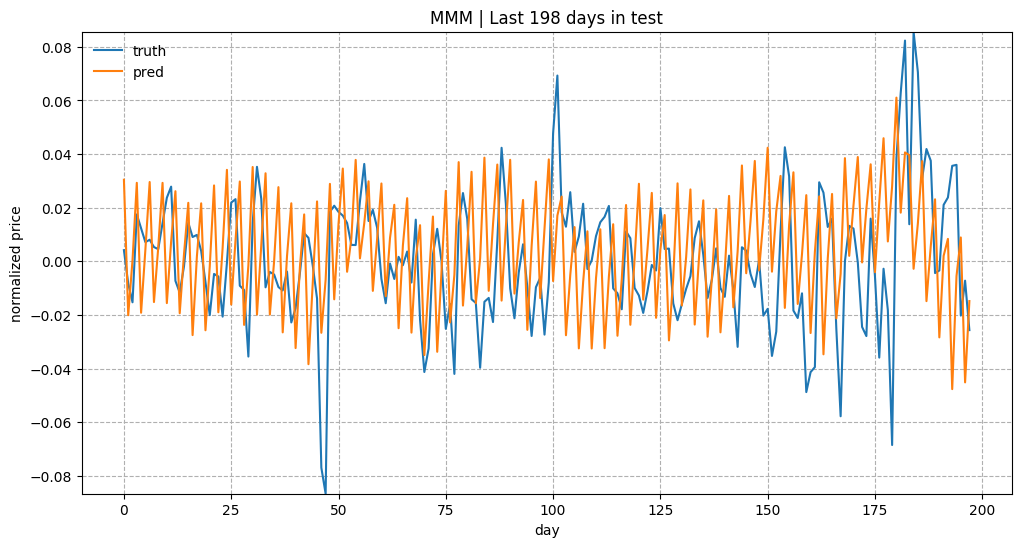 MMM | Last 198 days in test
truth
pred
normalized price
0.08
0.06
0.04
0.02
0.00
−0.02
−0.04
−0.06
−0.08
0 25 50 75 100 125 150 175 200
day